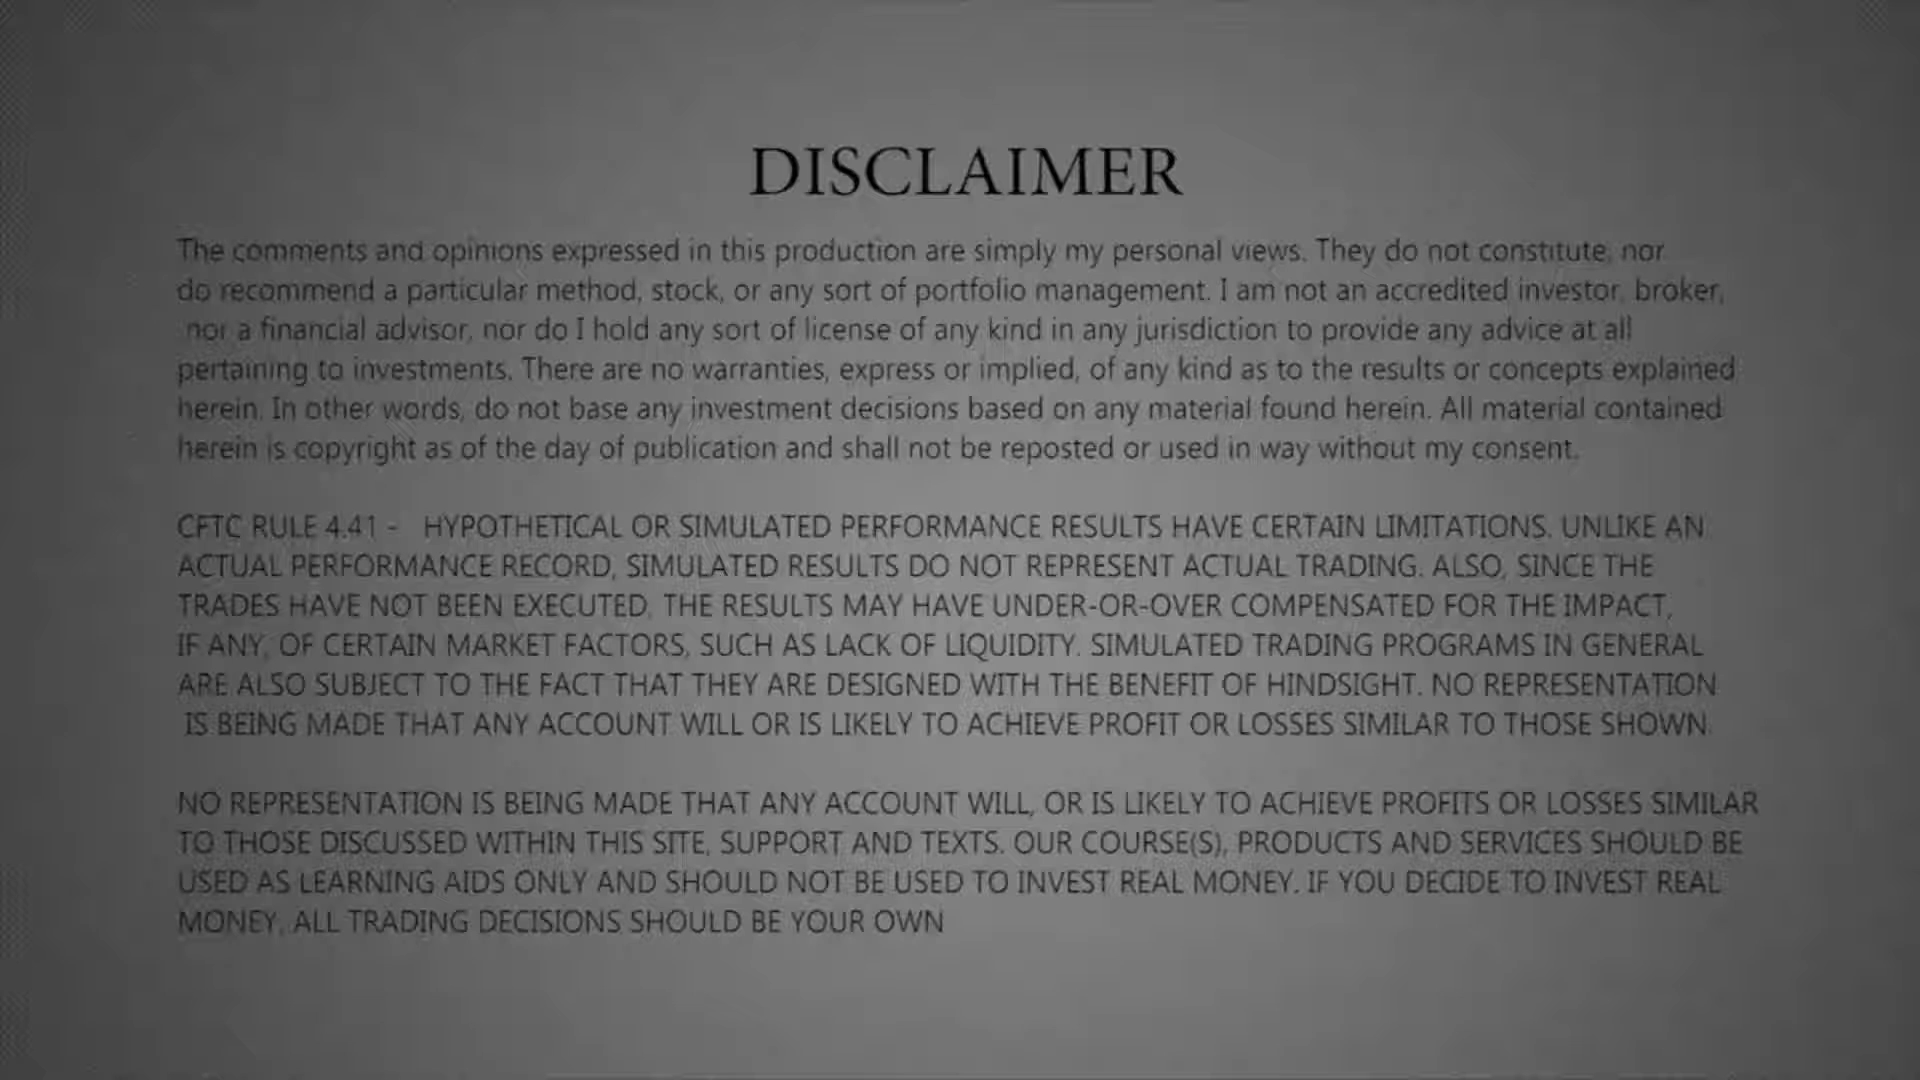 DISCLAIMER
The comments and opinions expressed in this production are simply my personal views. They do not constitute, nor
do recommend a particular method, stock, or any sort of portfolio management. I am not an accredited investor, broker,
nor a financial advisor, nor do I hold any sort of license of any kind in any jurisdiction to provide any advice at all
pertaining to investments. There are no warranties, express or implied, of any kind as to the results or concepts explained
herein. In other words, do not base any investment decisions based on any material found herein. All material contained
herein is copyright as of the day of publication and shall not be reposted or used in way without my consent.
CFTC RULE 4.41 - HYPOTHETICAL OR SIMULATED PERFORMANCE RESULTS HAVE CERTAIN LIMITATIONS. UNLIKE AN
ACTUAL PERFORMANCE RECORD, SIMULATED RESULTS DO NOT REPRESENT ACTUAL TRADING. ALSO, SINCE THE
TRADES HAVE NOT BEEN EXECUTED, THE RESULTS MAY HAVE UNDER-OR-OVER COMPENSATED FOR THE IMPACT,
IF ANY, OF CERTAIN MARKET FACTORS, SUCH AS LACK OF LIQUIDITY. SIMULATED TRADING PROGRAMS IN GENERAL
ARE ALSO SUBJECT TO THE FACT THAT THEY ARE DESIGNED WITH THE BENEFIT OF HINDSIGHT. NO REPRESENTATION
IS BEING MADE THAT ANY ACCOUNT WILL OR IS LIKELY TO ACHIEVE PROFIT OR LOSSES SIMILAR TO THOSE SHOWN.
NO REPRESENTATION IS BEING MADE THAT ANY ACCOUNT WILL, OR IS LIKELY TO ACHIEVE PROFITS OR LOSSES SIMILAR
TO THOSE DISCUSSED WITHIN THIS SITE, SUPPORT AND TEXTS. OUR COURSE(S), PRODUCTS AND SERVICES SHOULD BE
USED AS LEARNING AIDS ONLY AND SHOULD NOT BE USED TO INVEST REAL MONEY. IF YOU DECIDE TO INVEST REAL
MONEY, ALL TRADING DECISIONS SHOULD BE YOUR OWN